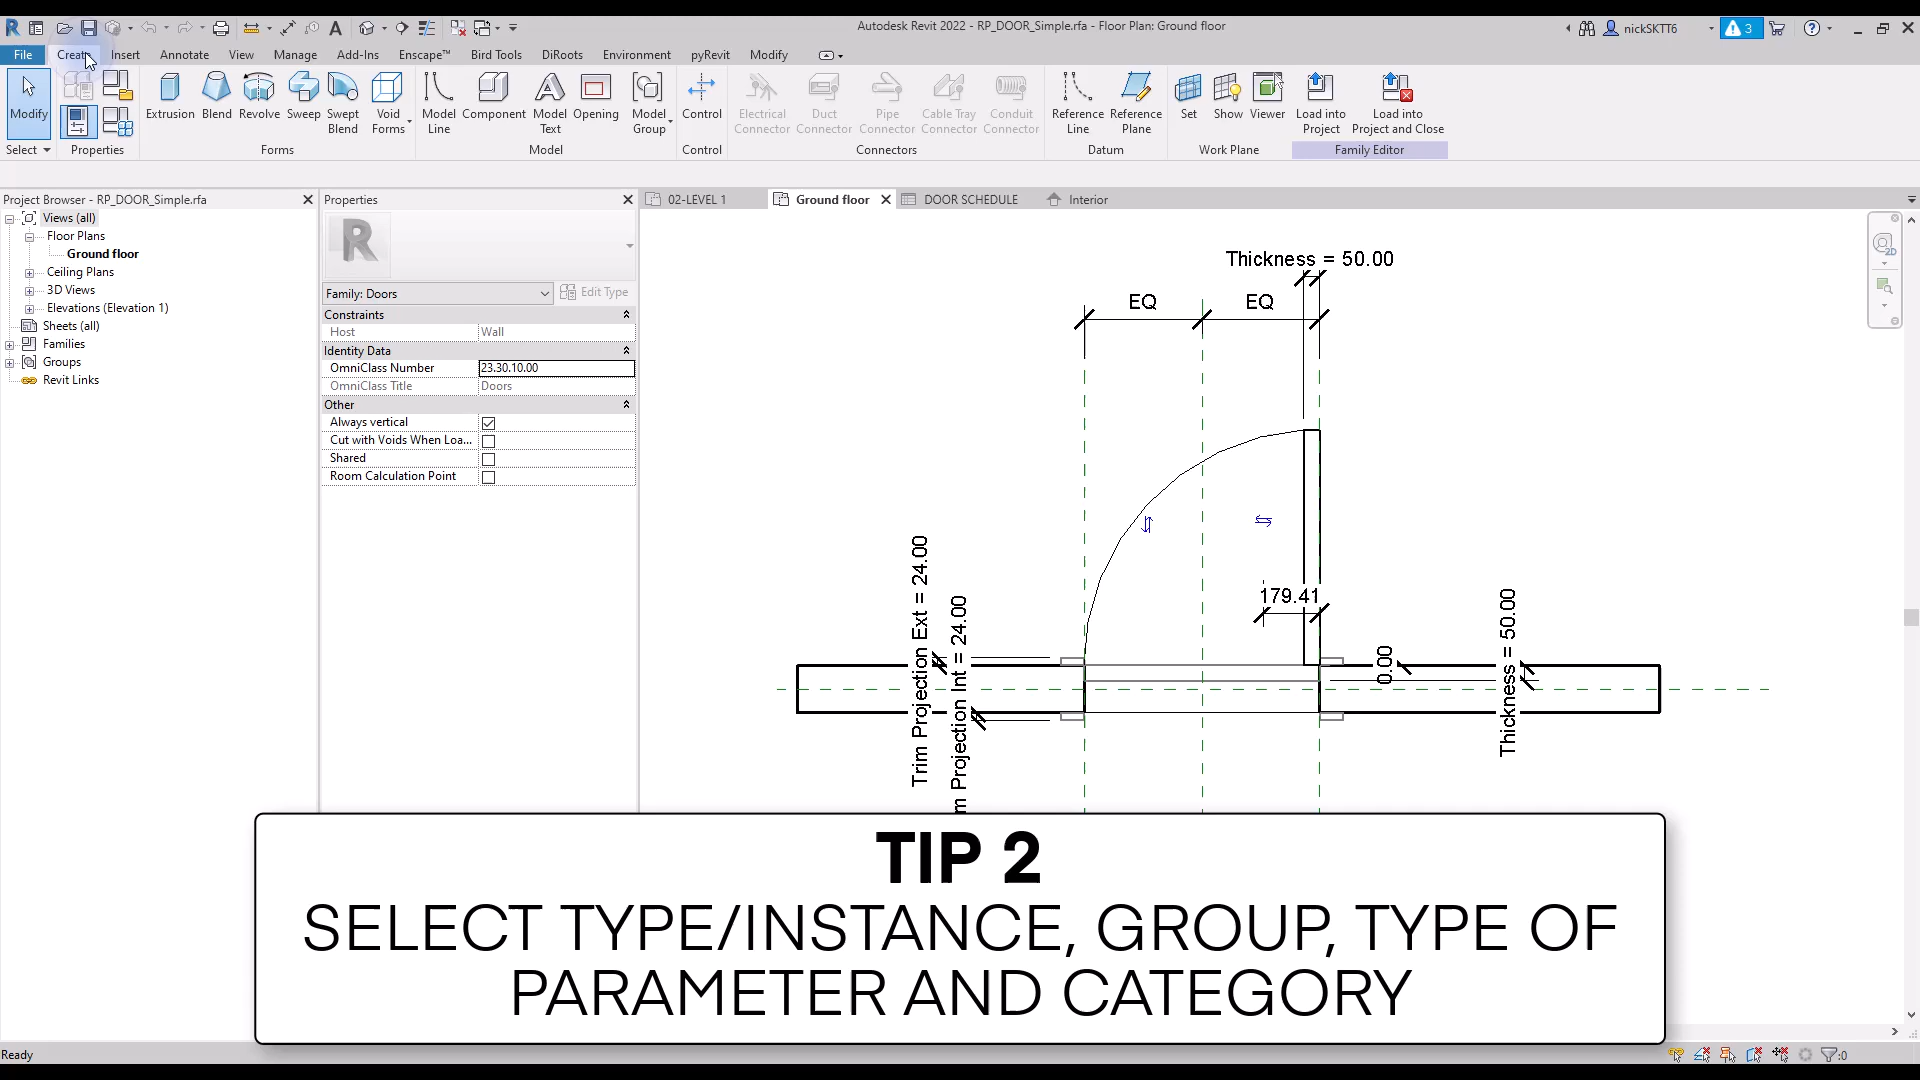 Autodesk Revit 2022 - RP_DOOR_Simple.rfa - Floor Plan: Ground floor
3
nickSKTT6
File Create Insert Annotate View Manage Add-Ins Enscape™ Bird Tools DiRoots Environment pyRevit Modify
Modify
Extrusion Blend Revolve Sweep Swept Blend Void Forms
Model Line Component Model Text Opening Model Group
Control
Electrical Connector Duct Connector Pipe Connector Cable Tray Connector Conduit Connector
Reference Line Reference Plane
Set Show Viewer
Load into Project Load into Project and Close
Select Properties Forms Model Control Connectors Datum Work Plane Family Editor
Project Browser - RP_DOOR_Simple.rfa
Views (all)
Floor Plans
Ground floor
Ceiling Plans
3D Views
Elevations (Elevation 1)
Sheets (all)
Families
Groups
Revit Links
Properties
Family: Doors
Edit Type
Constraints
Host Wall
Identity Data
OmniClass Number 23.30.10.00
OmniClass Title Doors
Other
Always vertical
Cut with Voids When Loa...
Shared
Room Calculation Point
02-LEVEL 1 Ground floor DOOR SCHEDULE Interior
2D
Thickness = 50.00
EQ EQ
179.41
Trim Projection Ext = 24.00
m Projection Int = 24.00
0.00
Thickness = 50.00
TIP 2
SELECT TYPE/INSTANCE, GROUP, TYPE OF
PARAMETER AND CATEGORY
Ready
:0